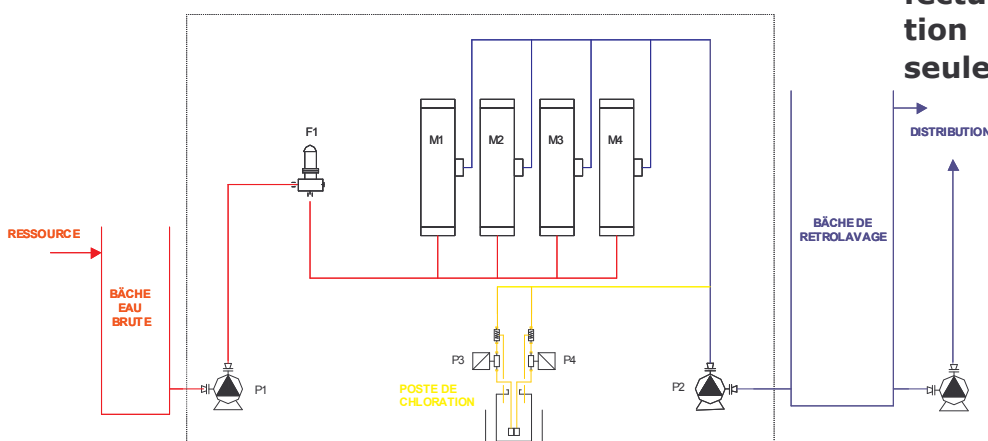 tion
seule
F1
M1 M2 M3 M4
DISTRIBUTION
RESSOURCE
BÂCHE DE
RETROLAVAGE
BÂCHE
EAU
BRUTE
P3 P4
P1 P2
POSTE DE
CHLORATION